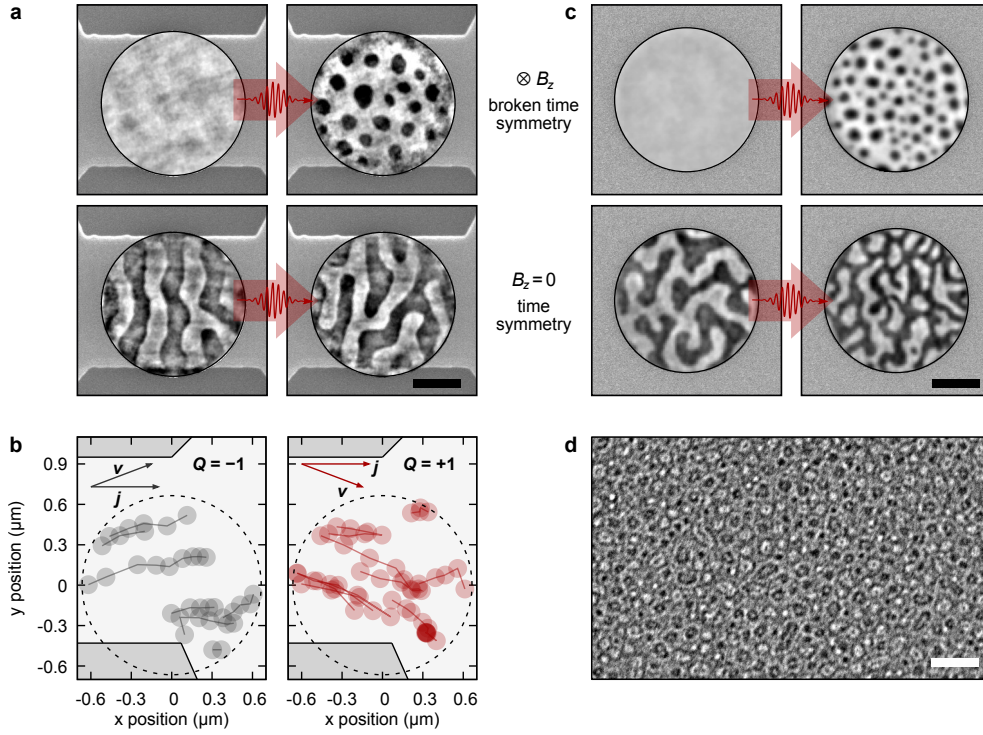 a
c
⊗ B_z
broken time
symmetry
B_z = 0
time
symmetry
b
d
Q = −1
v
j
Q = +1
j
v
y position (μm)
0.9
0.6
0.3
0
-0.3
-0.6
-0.6 -0.3 0 0.3 0.6
x position (μm)
-0.6 -0.3 0 0.3 0.6
x position (μm)